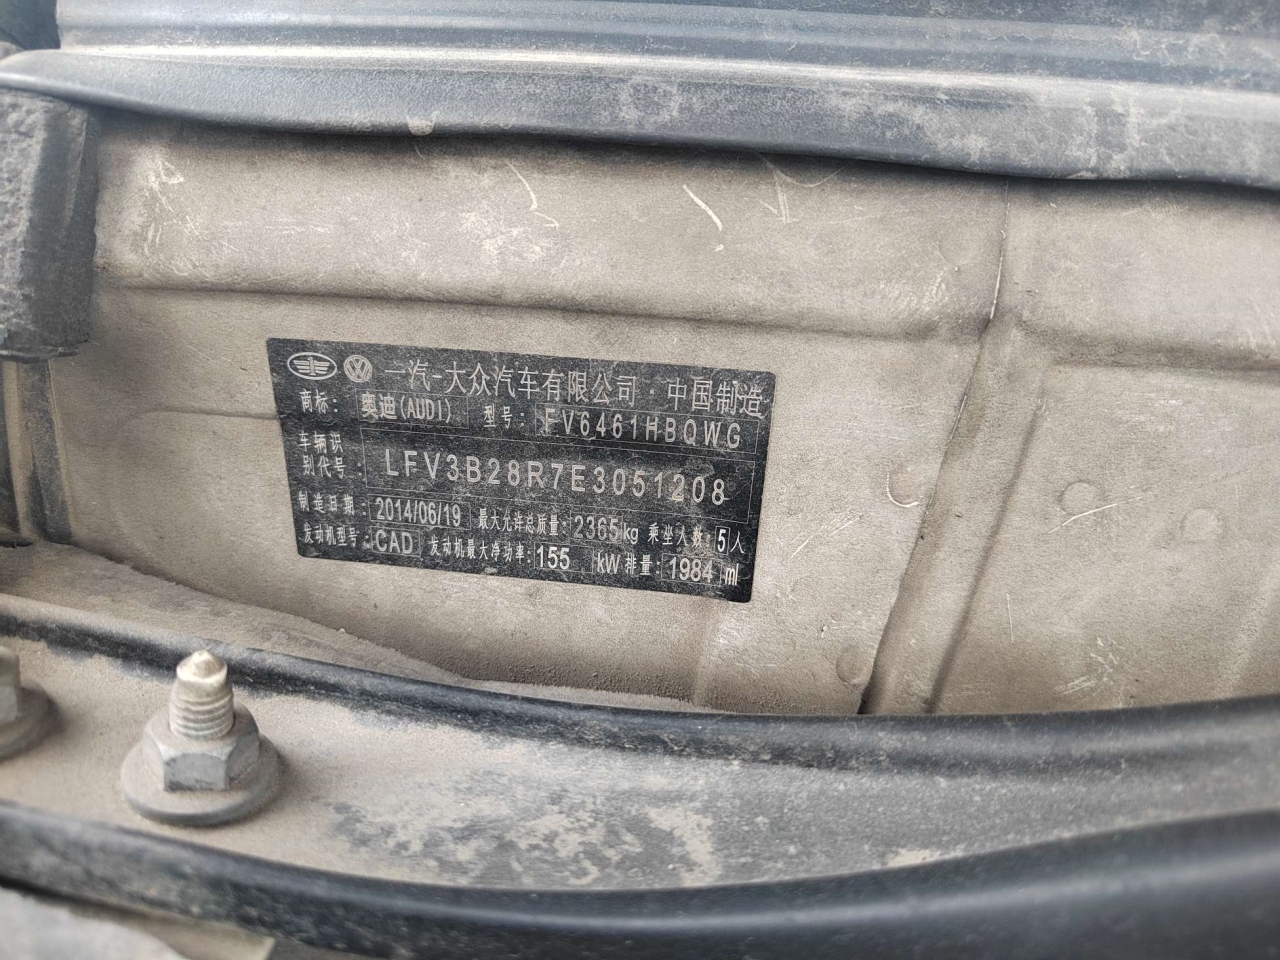 一汽-大众汽车有限公司 中国制造
商标: 奥迪(AUDI) 型号: FV6461HBQWG
车辆识
别代号: LFV3B28R7E3051208
制造日期: 2014/06/19 最大允许总质量: 2365kg 乘坐人数: 5人
发动机型号: CAD 发动机最大净功率: 155 kW 排量: 1984 ml